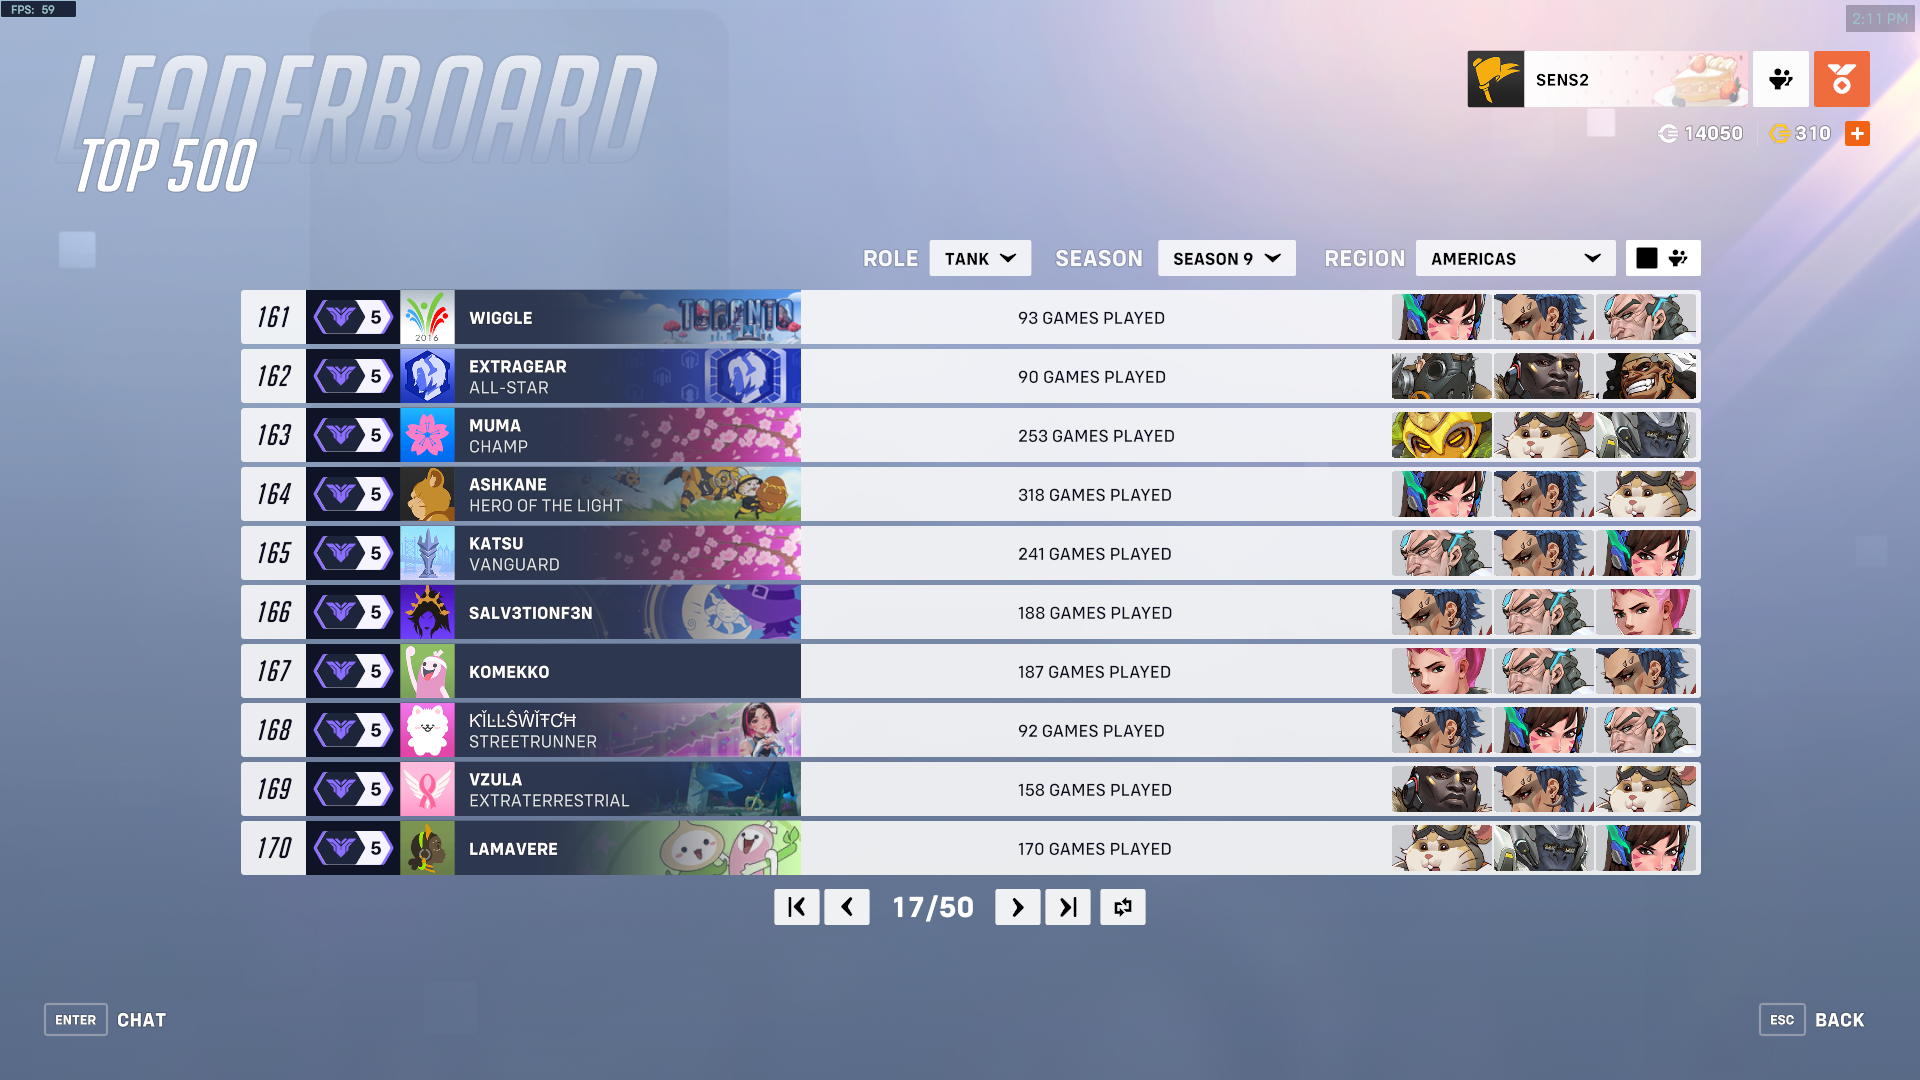 FPS: 59
2:11 PM
LEADERBOARD
TOP 500
SENS2
14050
310
ROLE TANK SEASON SEASON 9 REGION AMERICAS
161 5 WIGGLE 93 GAMES PLAYED
2016
TORONTO
162 5 EXTRAGEAR 90 GAMES PLAYED
ALL-STAR
163 5 MUMA 253 GAMES PLAYED
CHAMP
164 5 ASHKANE 318 GAMES PLAYED
HERO OF THE LIGHT
165 5 KATSU 241 GAMES PLAYED
VANGUARD
166 5 SALV3TIONF3N 188 GAMES PLAYED
167 5 KOMEKKO 187 GAMES PLAYED
168 5 92 GAMES PLAYED
STREETRUNNER
169 5 VZULA 158 GAMES PLAYED
EXTRATERRESTRIAL
170 5 LAMAVERE 170 GAMES PLAYED
17/50
ENTER CHAT
ESC BACK